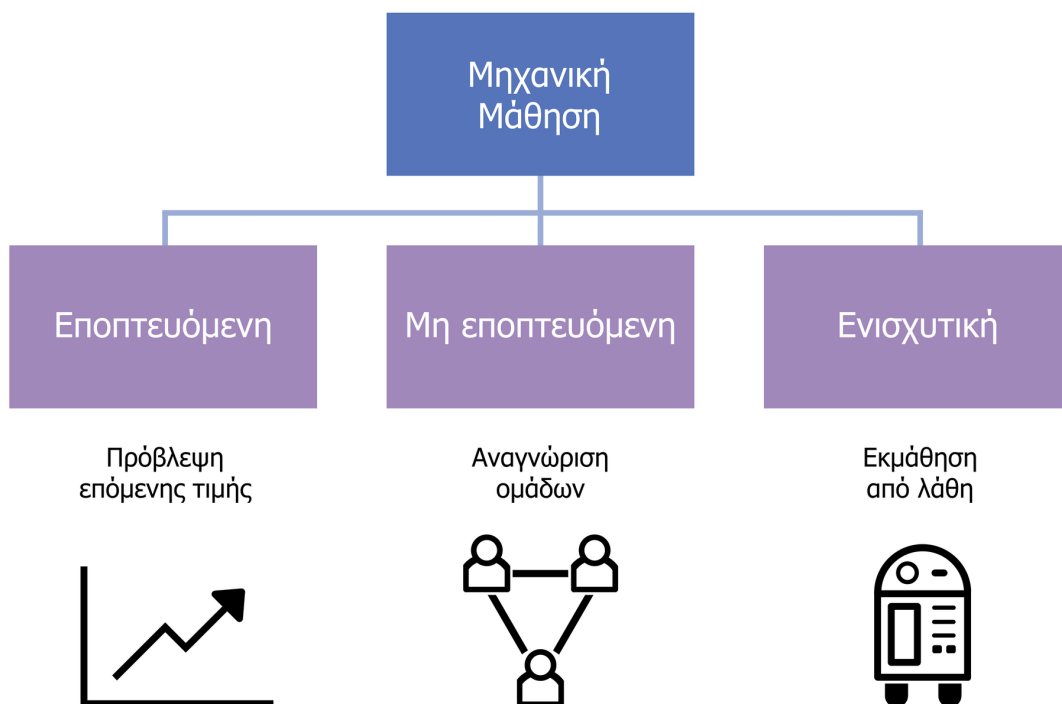 Μηχανική
Μάθηση
Εποπτευόμενη
Μη εποπτευόμενη
Ενισχυτική
Πρόβλεψη
επόμενης τιμής
Αναγνώριση
ομάδων
Εκμάθηση
από λάθη